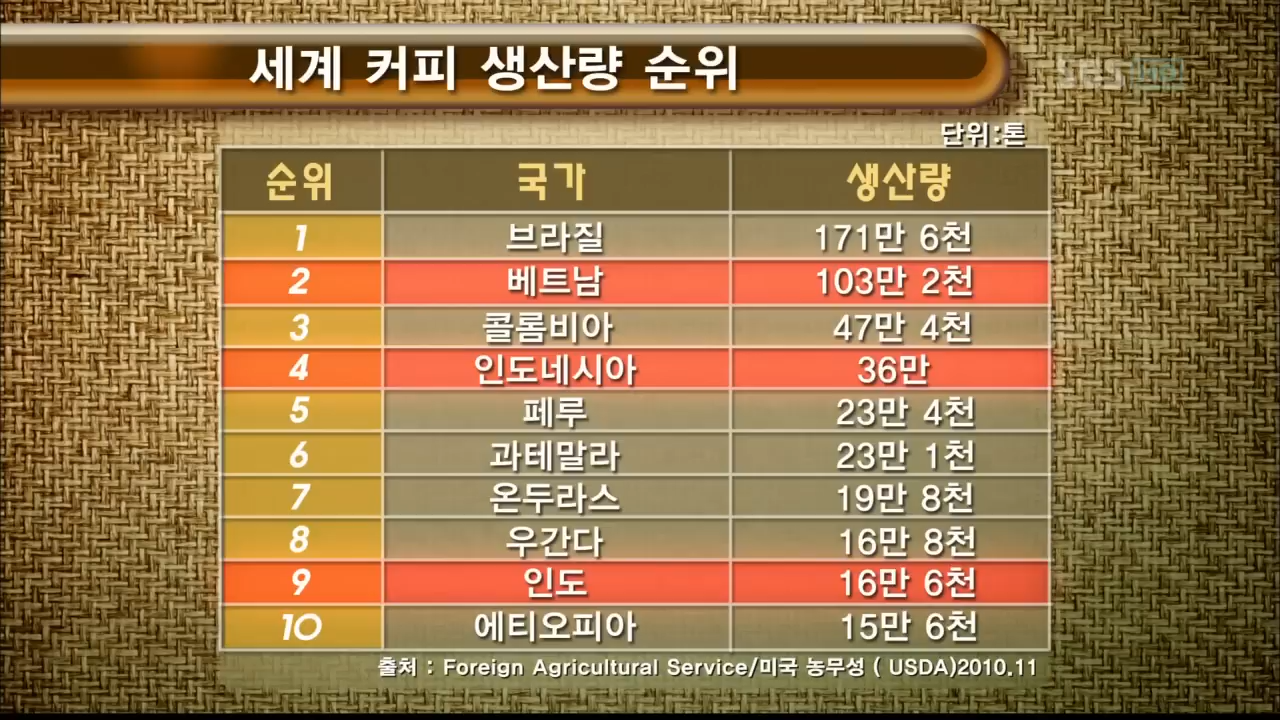 세계 커피 생산량 순위
SBS HD
단위:톤
순위 국가 생산량
1 브라질 171만 6천
2 베트남 103만 2천
3 콜롬비아 47만 4천
4 인도네시아 36만
5 페루 23만 4천
6 과테말라 23만 1천
7 온두라스 19만 8천
8 우간다 16만 8천
9 인도 16만 6천
10 에티오피아 15만 6천
출처 : Foreign Agricultural Service/미국 농무성 ( USDA)2010.11